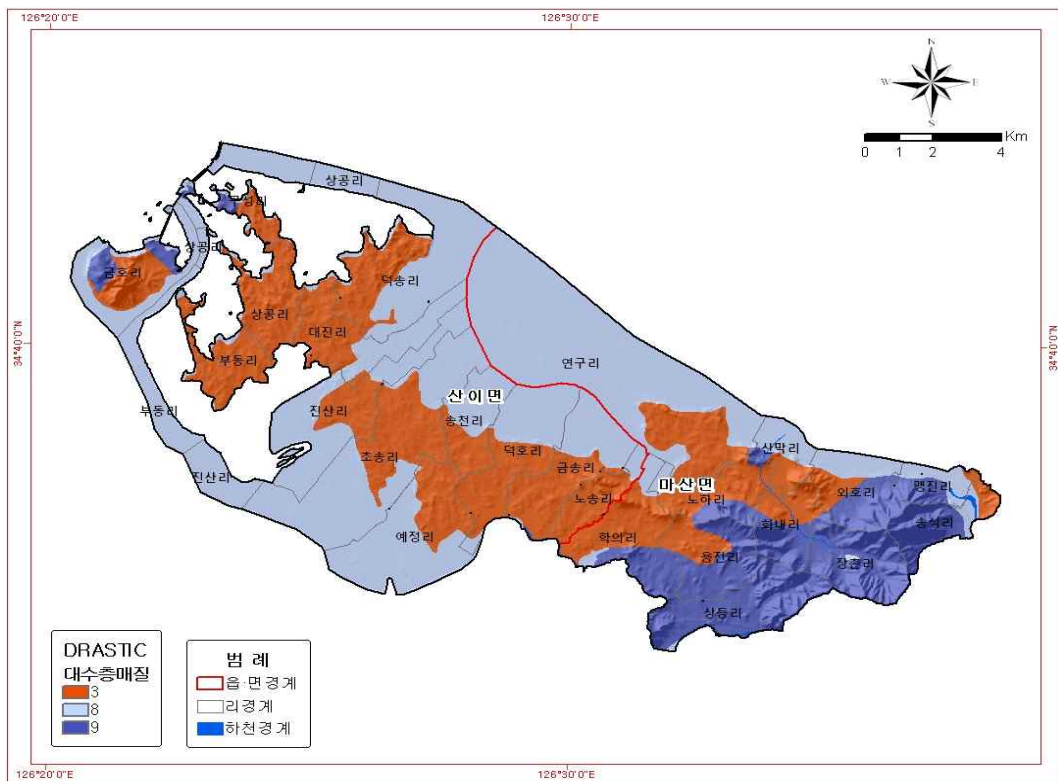 126°20´0˝E
126°30´0˝E
N
W
E
S
Km
0 1 2 4
상공리
상공리
금호리
덕송리
상공리
대진리
34°40´0˝N
34°40´0˝N
연구리
부동리
산이면
부동리
진산리
송천리
산막리
초송리
덕호리
금송리
마산면
진산리
노송리
노하리
외호리
맹진리
예정리
학의리
화내리
송석리
용전리
장촌리
상등리
DRASTIC
대수층매질
3
8
9
범 례
읍·면경계
리경계
하천경계
126°20´0˝E
126°30´0˝E